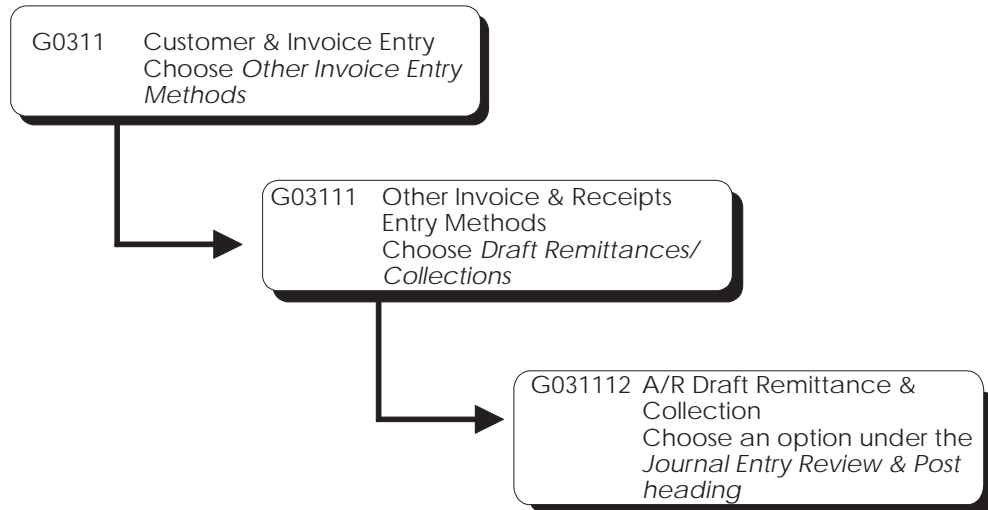 G0311 Customer & Invoice Entry
Choose Other Invoice Entry
Methods
G03111 Other Invoice & Receipts
Entry Methods
Choose Draft Remittances/
Collections
G031112 A/R Draft Remittance &
Collection
Choose an option under the
Journal Entry Review & Post
heading